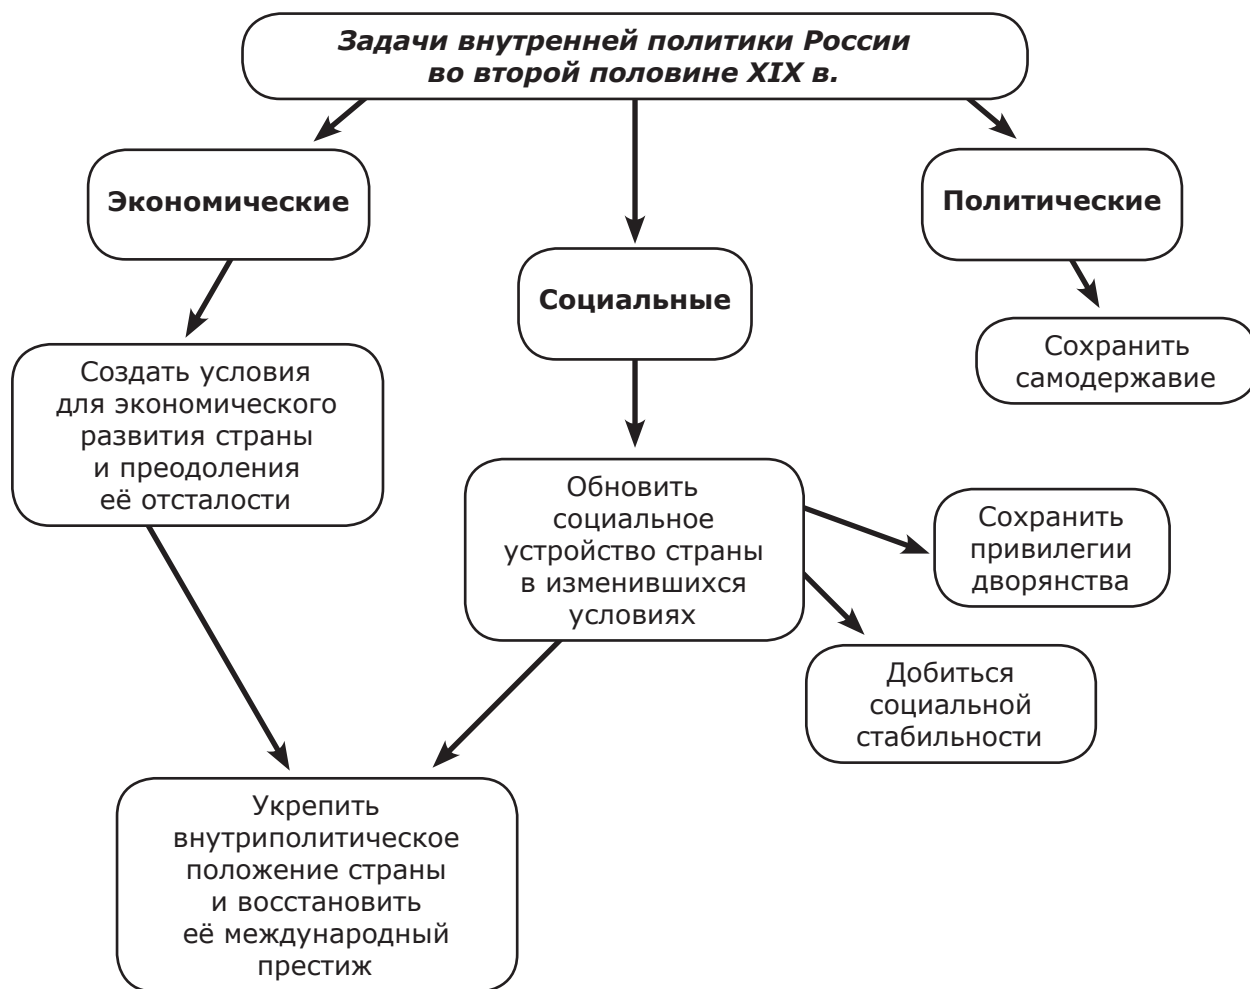 Задачи внутренней политики России
во второй половине XIX в.
Экономические
Политические
Социальные
Создать условия
для экономического
развития страны
и преодоления
её отсталости
Сохранить
самодержавие
Обновить
социальное
устройство страны
в изменившихся
условиях
Сохранить
привилегии
дворянства
Добиться
социальной
стабильности
Укрепить
внутриполитическое
положение страны
и восстановить
её международный
престиж